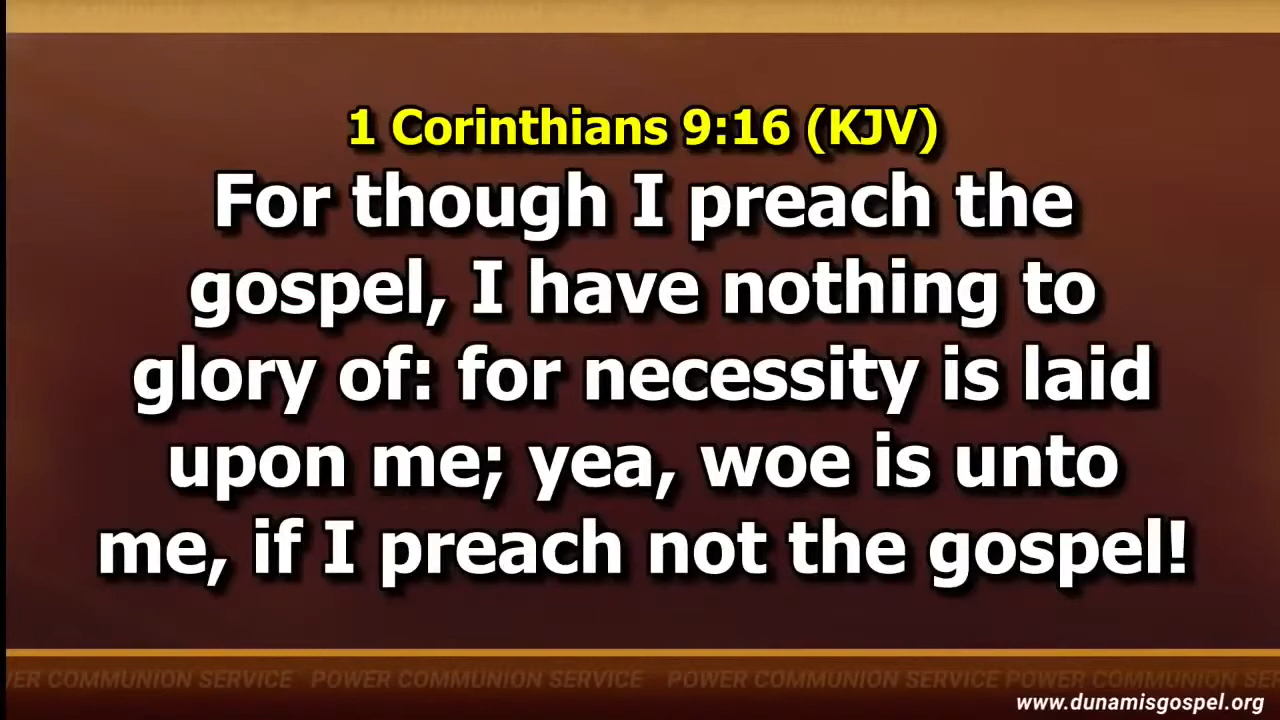 1 Corinthians 9:16 (KJV)
For though I preach the
gospel, I have nothing to
glory of: for necessity is laid
upon me; yea, woe is unto
me, if I preach not the gospel!
ER COMMUNION SERVICE POWER COMMUNION SERVICE POWER COMMUNION SERVICE POWER COMMUNION SER
www.dunamisgospel.org